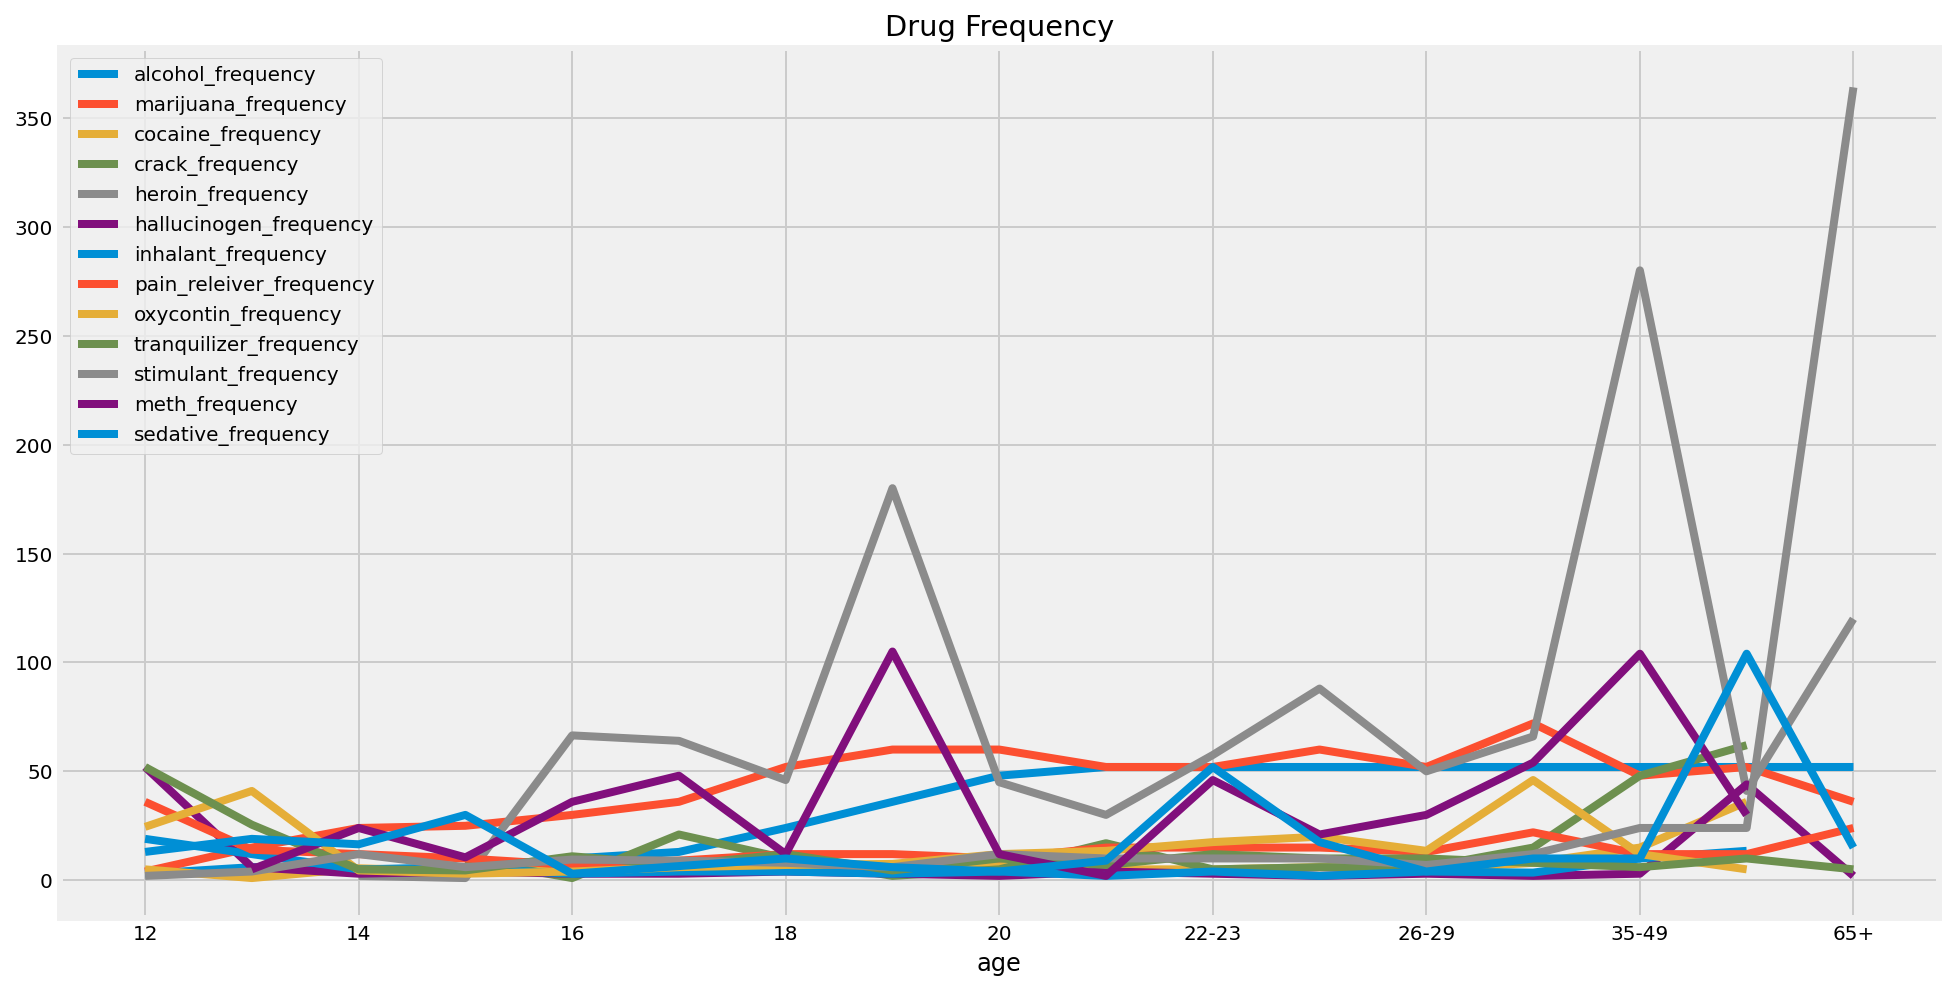 Drug Frequency
alcohol_frequency
marijuana_frequency
cocaine_frequency
crack_frequency
heroin_frequency
hallucinogen_frequency
inhalant_frequency
pain_releiver_frequency
oxycontin_frequency
tranquilizer_frequency
stimulant_frequency
meth_frequency
sedative_frequency
350
300
250
200
150
100
50
0
12 14 16 18 20 22-23 26-29 35-49 65+
age